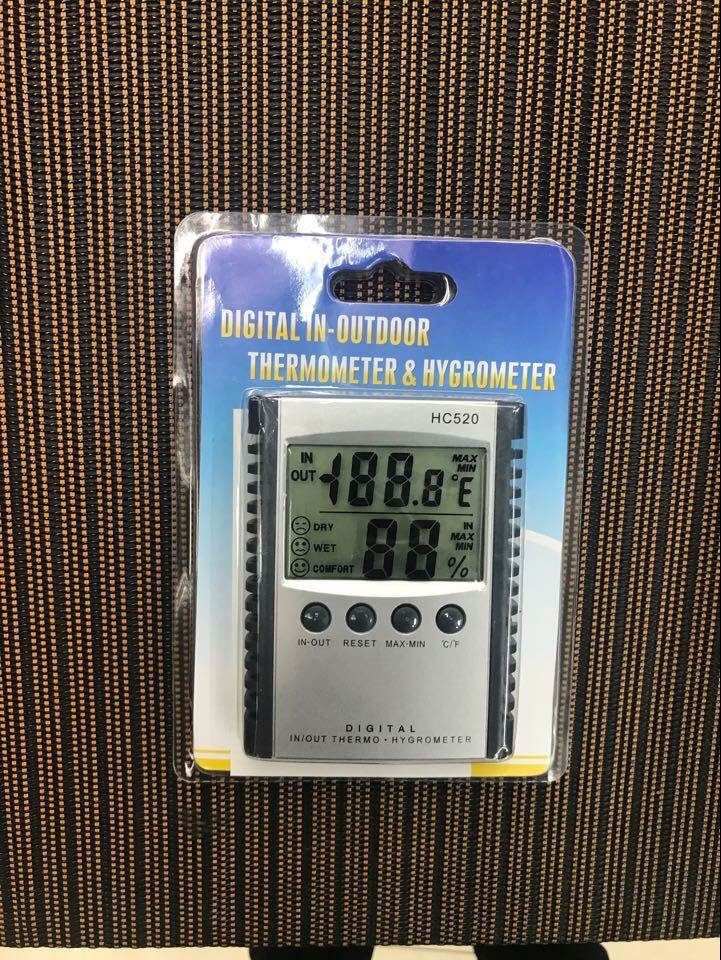 DIGITAL IN-OUTDOOR
THERMOMETER & HYGROMETER
HC520
IN
OUT
-188.8°E
MAX
MIN
DRY
WET
COMFORT
88
IN
MAX
MIN
%
IN-OUT RESET MAX-MIN °C/°F
DIGITAL
IN/OUT THERMO · HYGROMETER